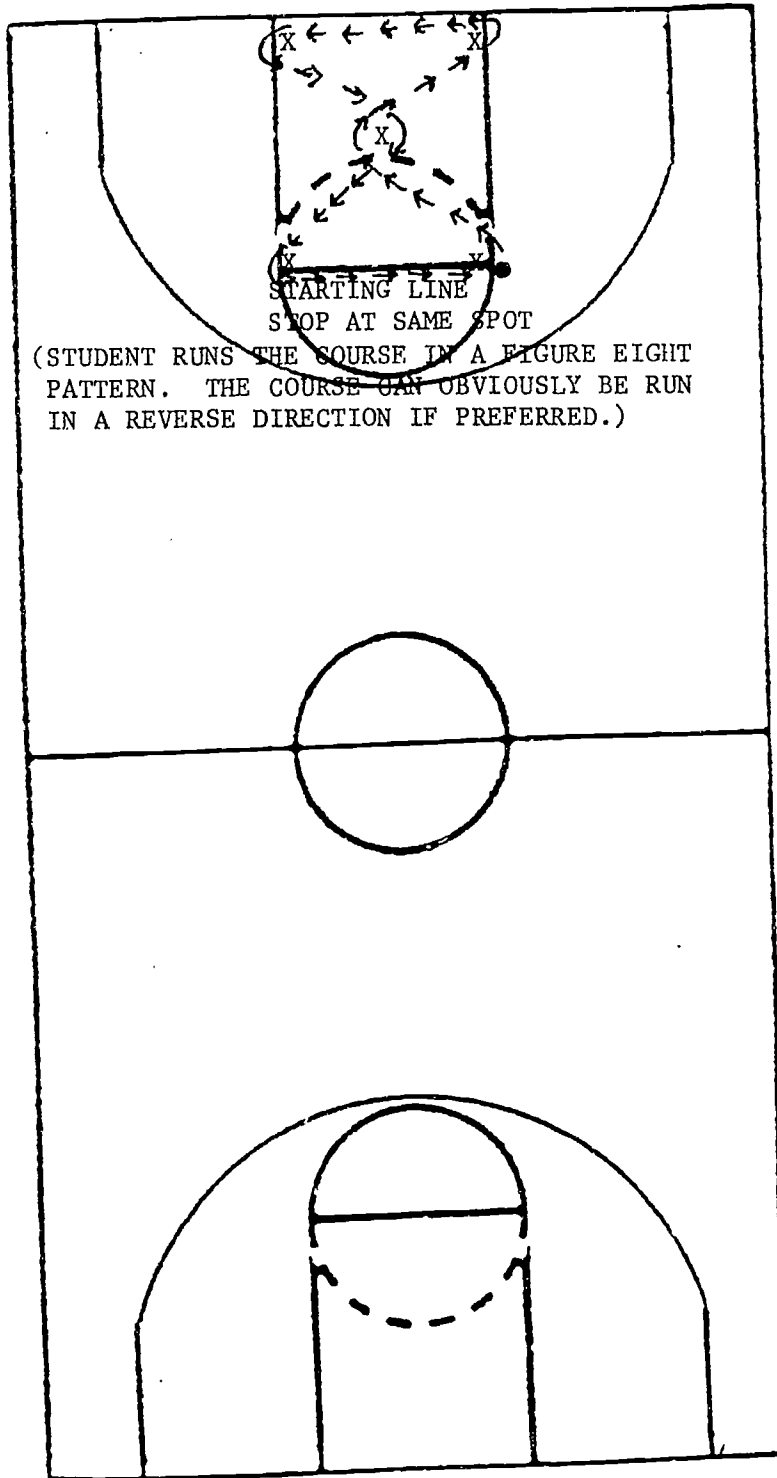 X X
X
X X
STARTING LINE
STOP AT SAME SPOT
(STUDENT RUNS THE COURSE IN A FIGURE EIGHT
PATTERN. THE COURSE CAN OBVIOUSLY BE RUN
IN A REVERSE DIRECTION IF PREFERRED.)